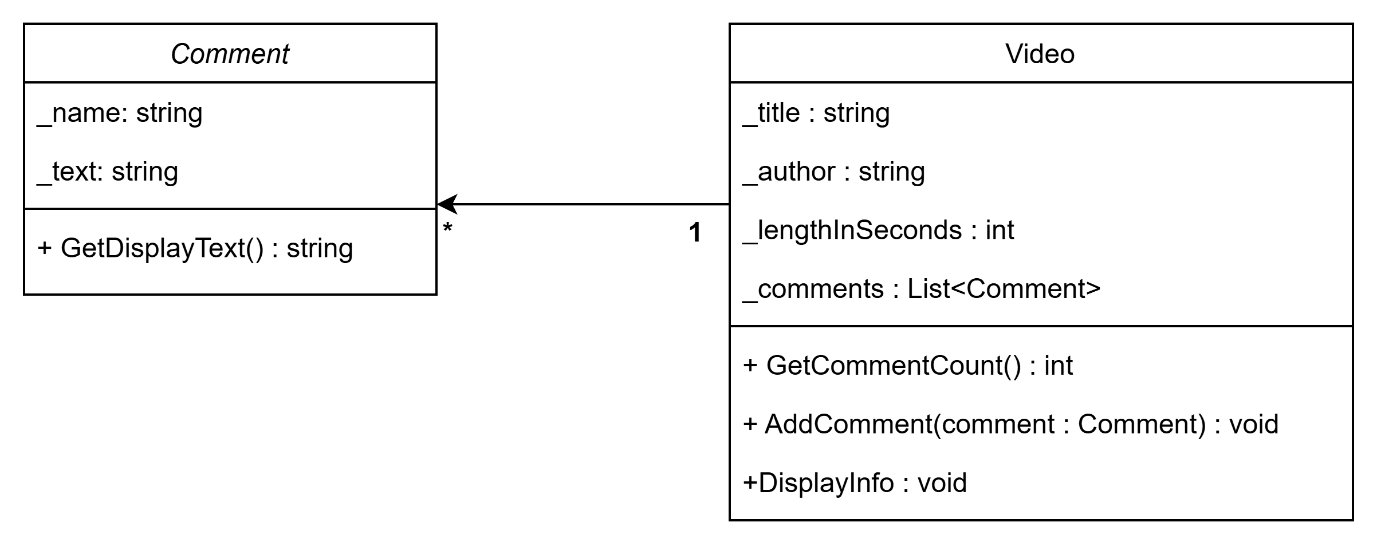 Comment
_name: string
_text: string
+ GetDisplayText() : string
*
1
Video
_title : string
_author : string
_lengthInSeconds : int
_comments : List<Comment>
+ GetCommentCount() : int
+ AddComment(comment : Comment) : void
+DisplayInfo : void